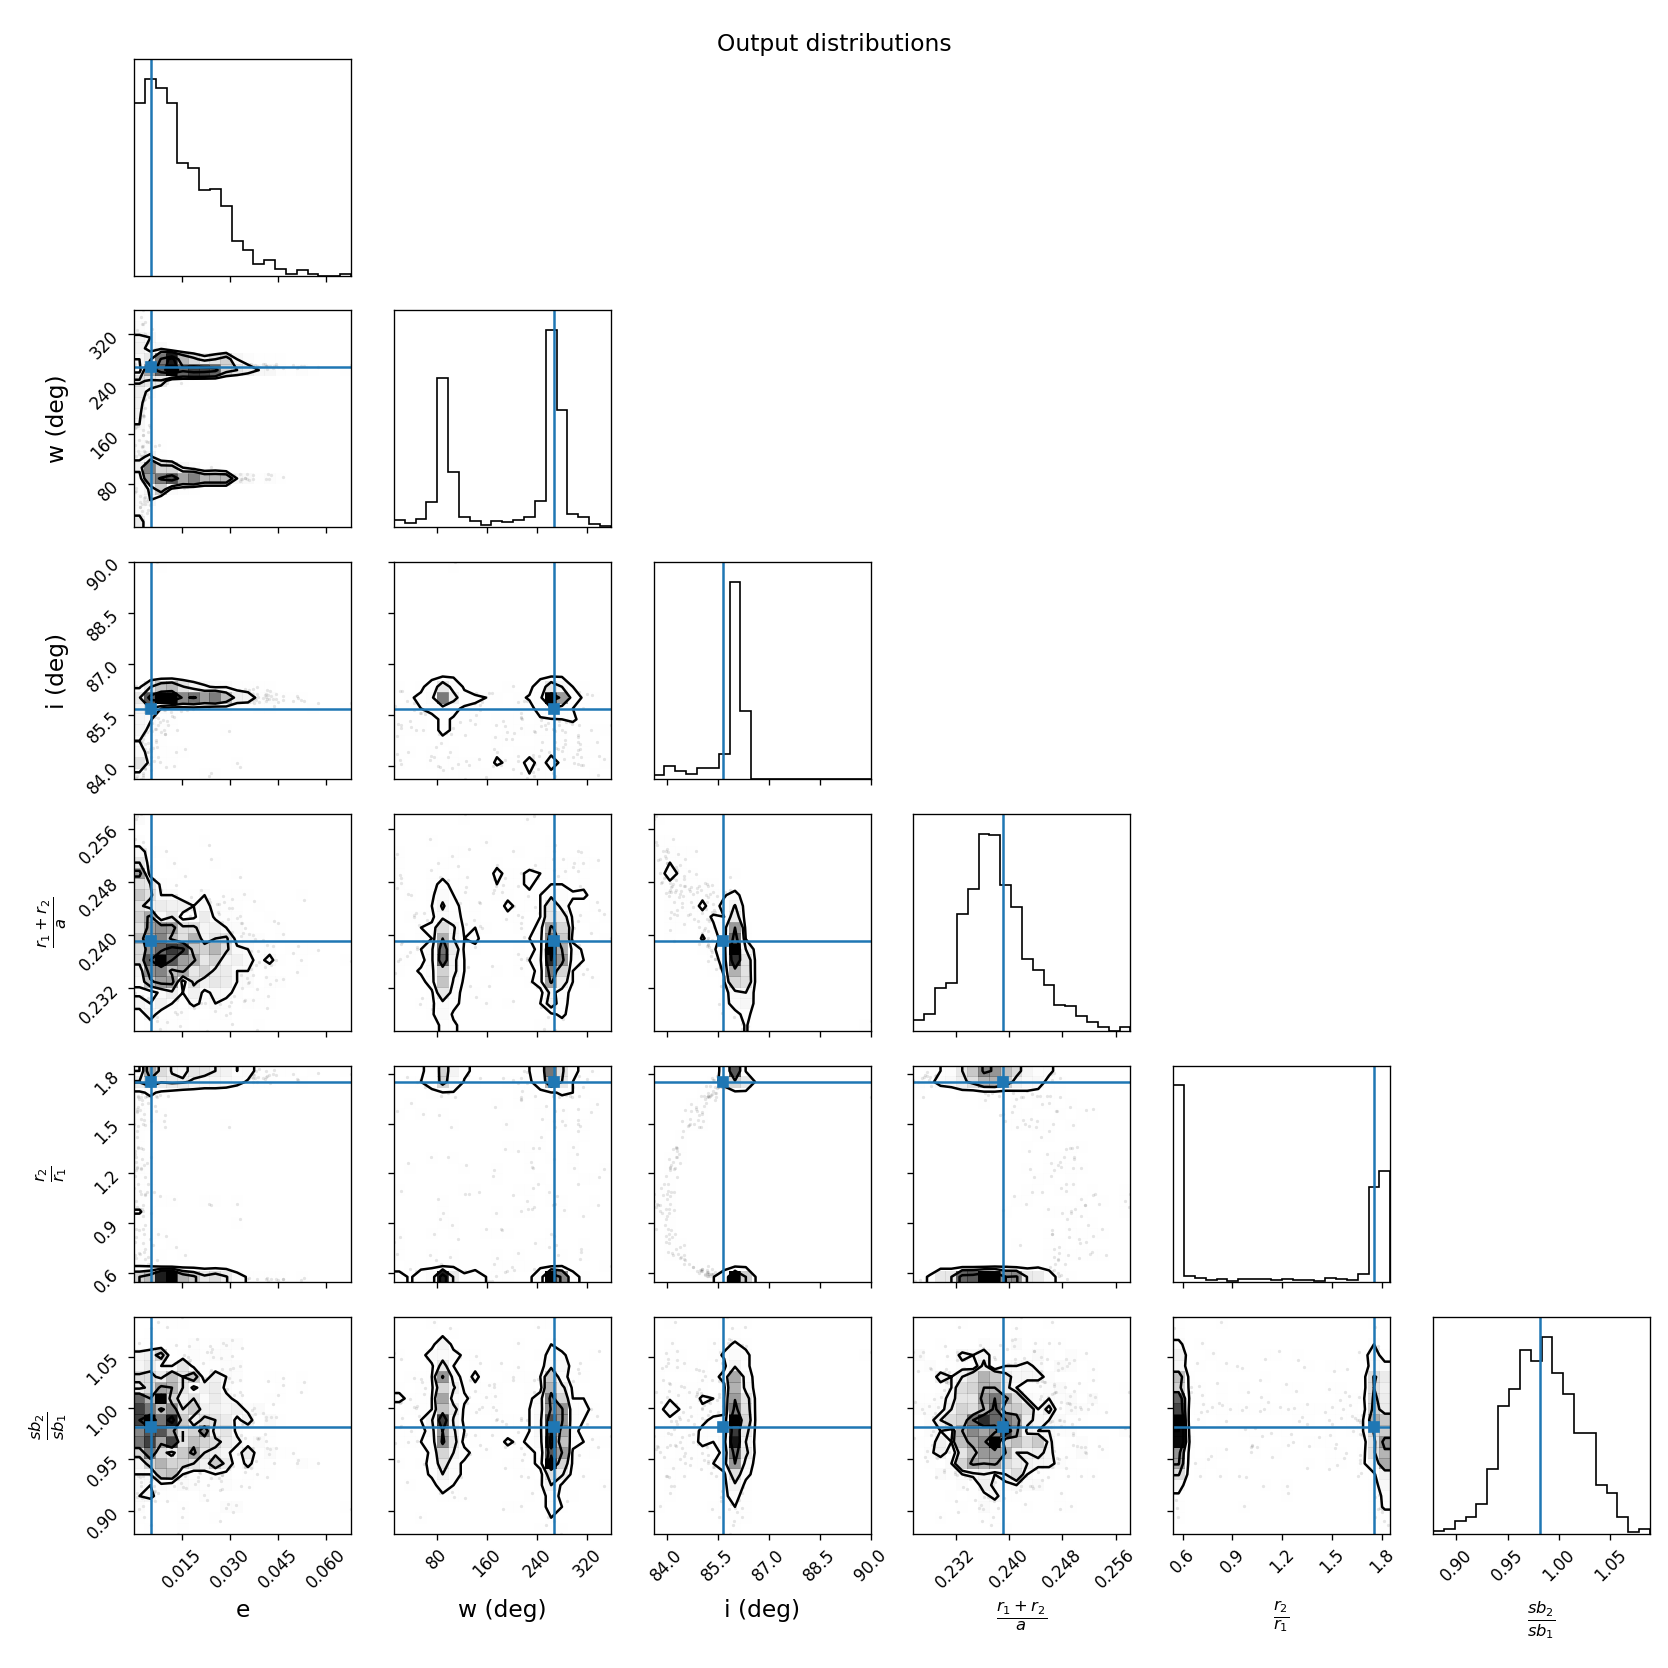 Output distributions
w (deg)
320
240
160
80
i (deg)
90.0
88.5
87.0
85.5
84.0
r₁ + r₂
a
0.256
0.248
0.240
0.232
r₂
r₁
1.8
1.5
1.2
0.9
0.6
sb₂
sb₁
1.05
1.00
0.95
0.90
0.015 0.030 0.045 0.060 80 160 240 320 84.0 85.5 87.0 88.5 90.0 0.232 0.240 0.248 0.256 0.6 0.9 1.2 1.5 1.8 0.90 0.95 1.00 1.05
e w (deg) i (deg) r₁ + r₂ r₂ sb₂
a r₁ sb₁